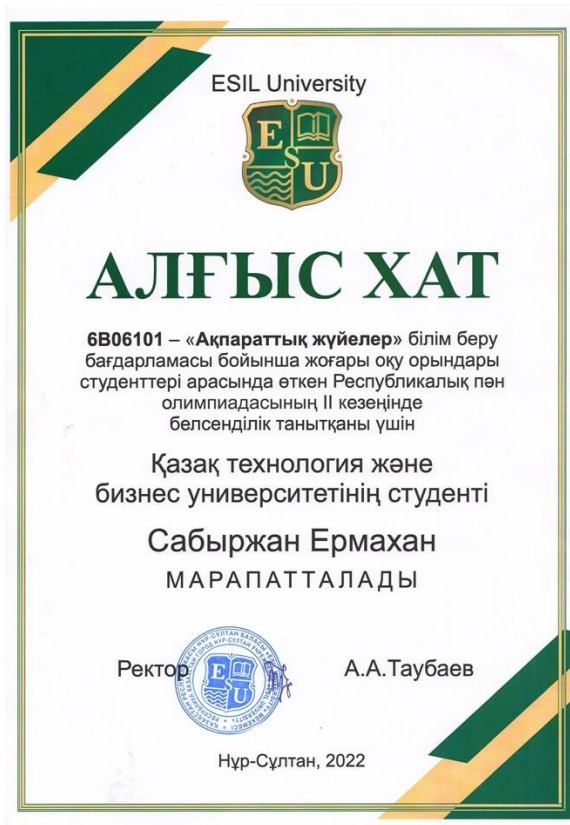 ESIL University
E S U
АЛҒЫС ХАТ
6В06101 – «Ақпараттық жүйелер» білім беру
бағдарламасы бойынша жоғары оқу орындары
студенттері арасында өткен Республикалық пән
олимпиадасының II кезеңінде
белсенділік танытқаны үшін
Қазақ технология және
бизнес университетінің студенті
Сабыржан Ермахан
МАРАПАТТАЛАДЫ
Ректор
E S U
А.А.Таубаев
Нұр-Сұлтан, 2022